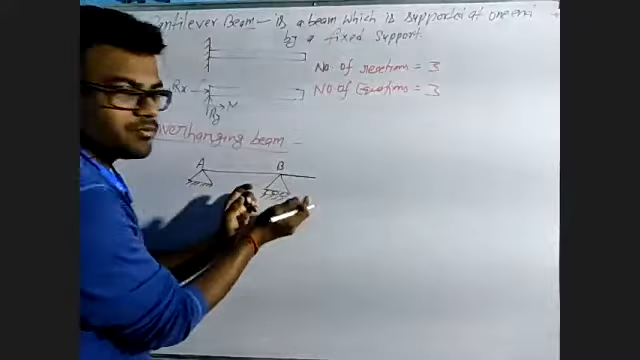 Cantilever Beam - is a beam which is supported at one end
by a fixed support.
No of reactions = 3
No of Equations = 3
Rx
Ry
M
Overhanging beam -
A
B